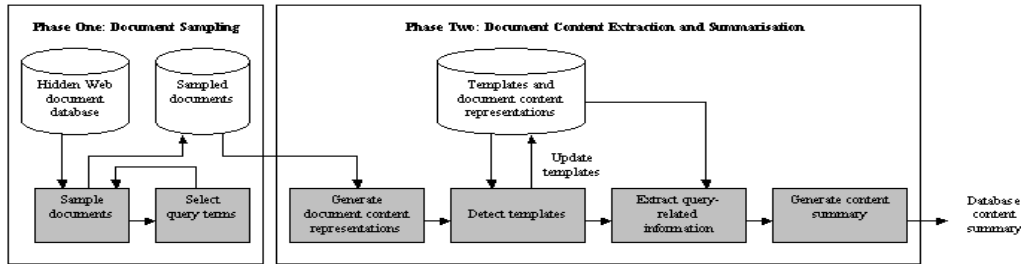 Phase One: Document Sampling
Hidden Web
document
database
Sampled
documents
Sample
documents
Select
query terms
Phase Two: Document Content Extraction and Summarisation
Templates and
document content
representations
Update
templates
Generate
document content
representations
Detect templates
Extract query-
related
information
Generate content
summary
Database
content
summary